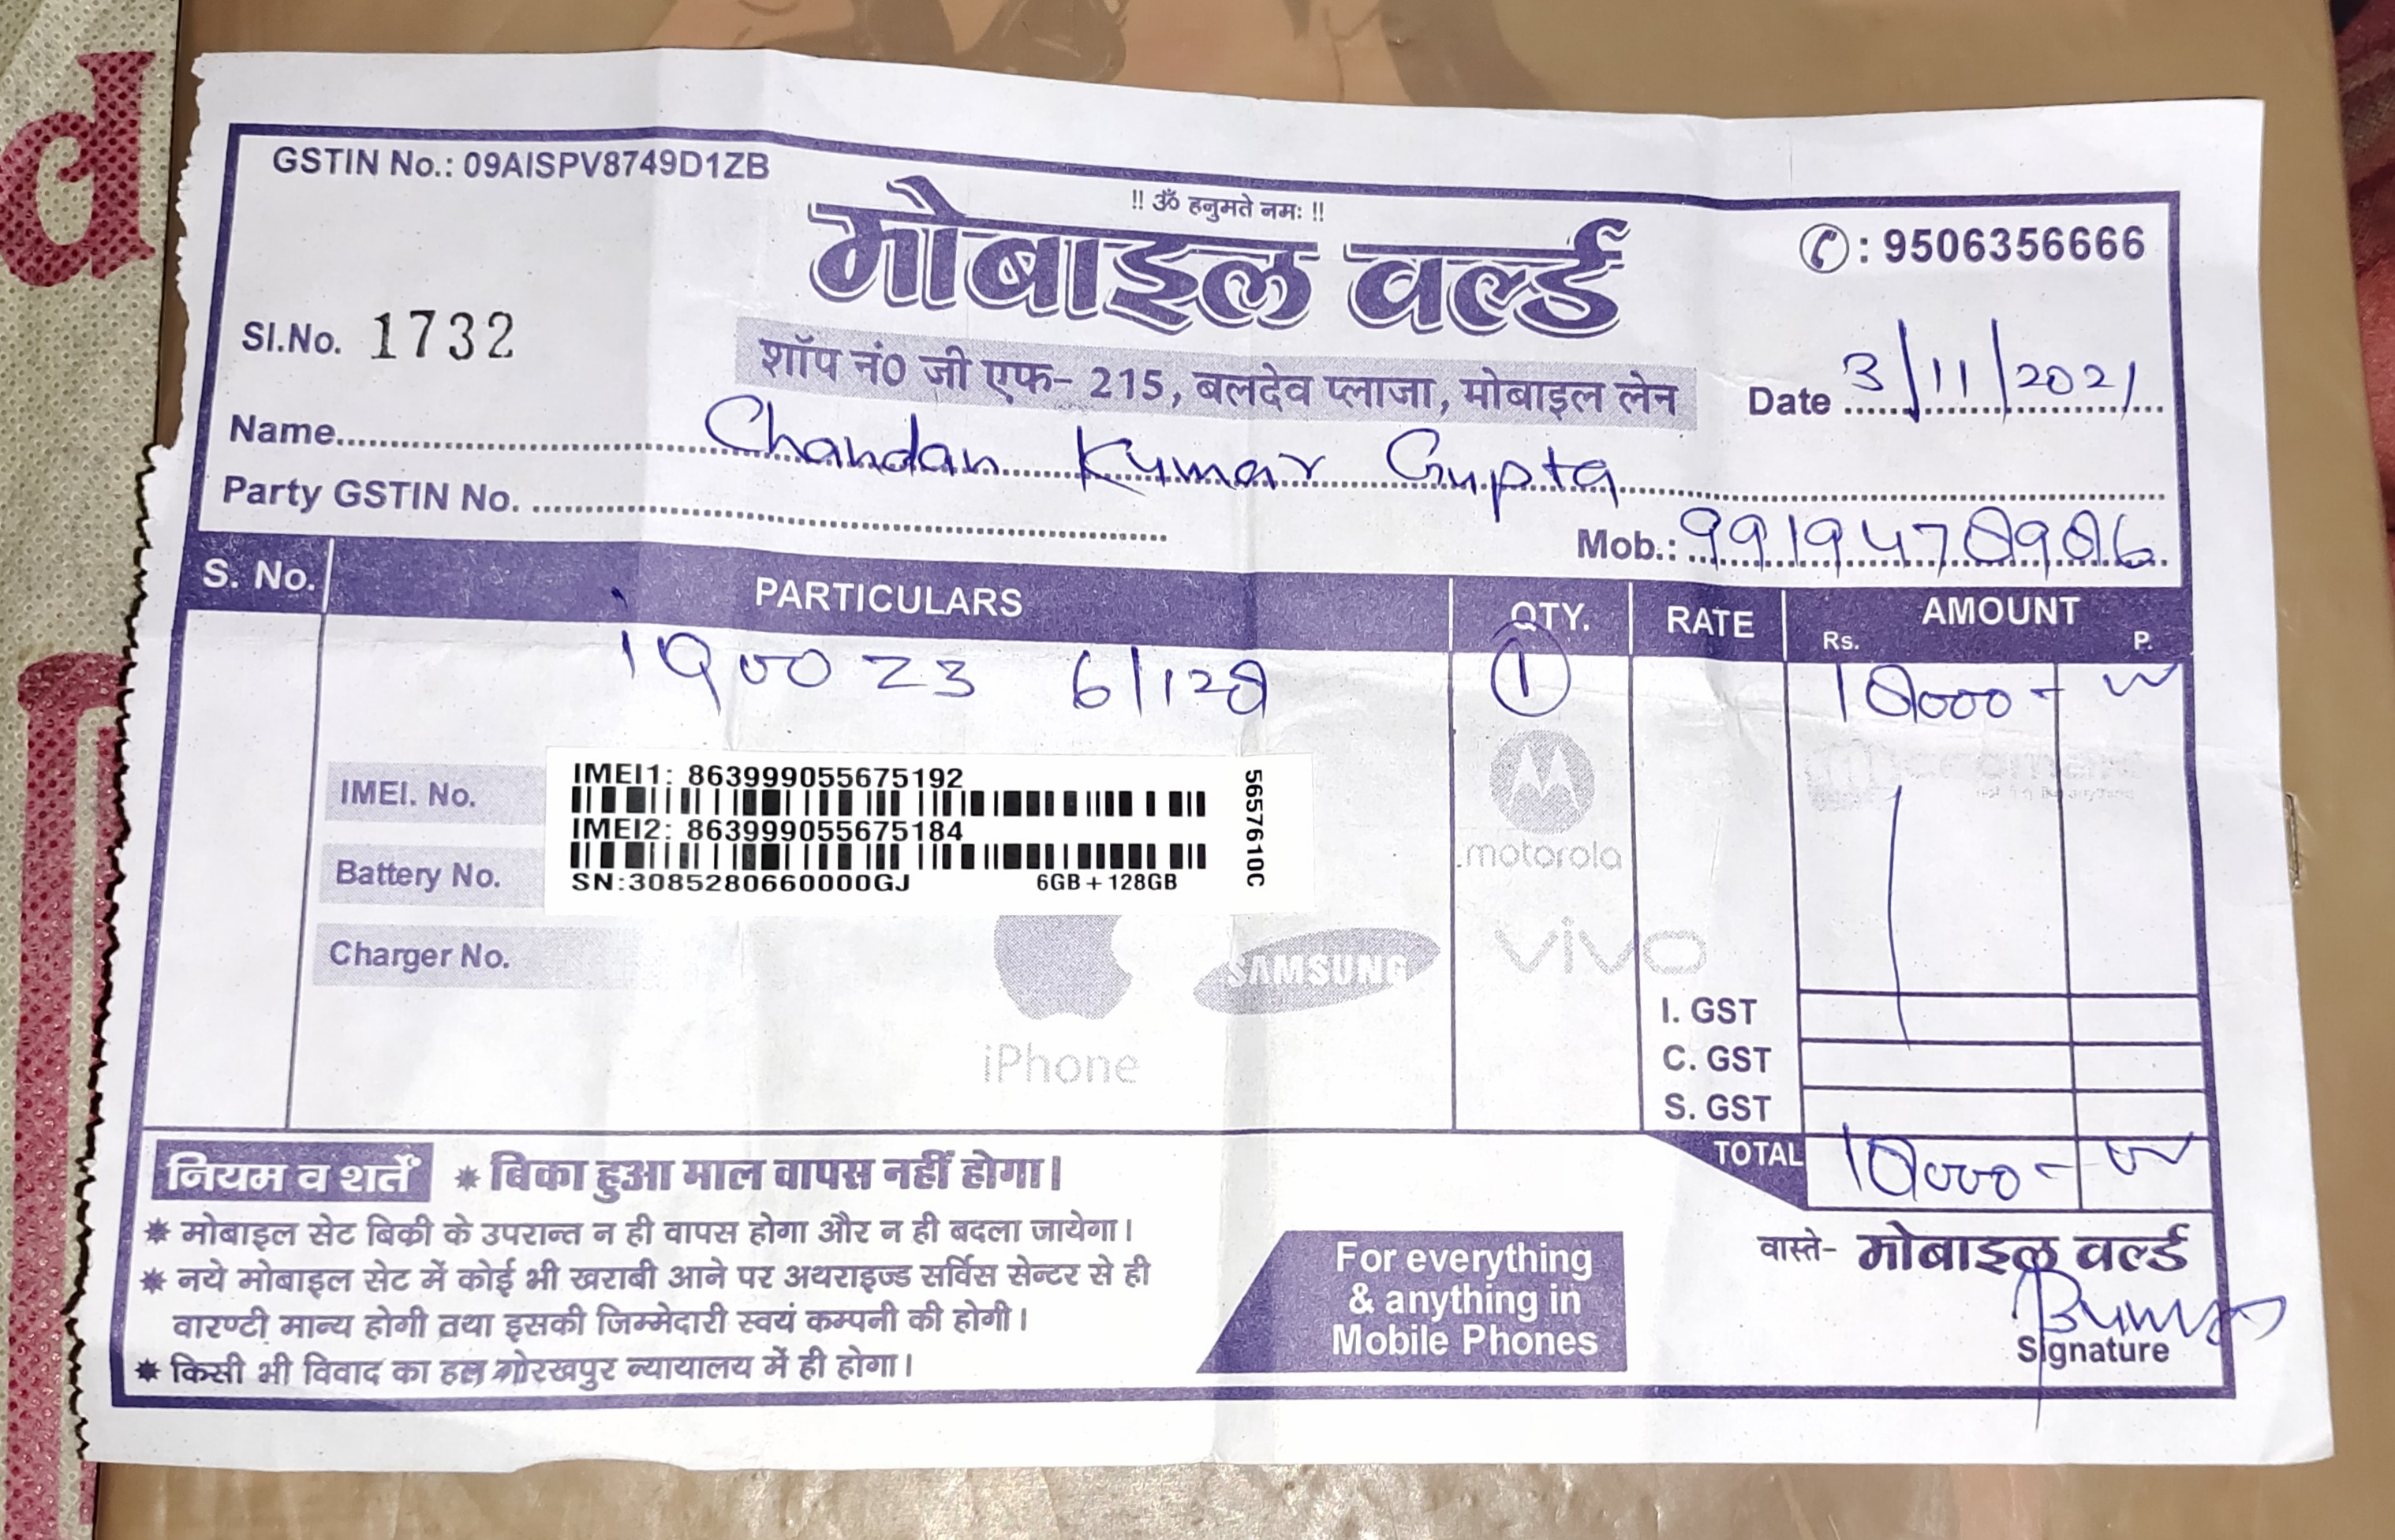 GSTIN No.: 09AISPV8749D1ZB
!! ॐ हनुमते नमः !!
मोबाइल वर्ल्ड
✆: 9506356666
Sl.No. 1732
शॉप नं0 जी एफ- 215, बलदेव प्लाजा, मोबाइल लेन
Date 3/11/2021
Name Chandan Kumar Gupta
Party GSTIN No.
Mob.: 9919478986
S. No. PARTICULARS QTY. RATE AMOUNT
Rs. P.
iQOO Z3 6/128 1 18000 - 00
IMEI. No.
IMEI1: 863999055675192
IMEI2: 863999055675184
Battery No.
SN:3085280660000GJ 6GB+128GB
5657610C
motorola
Charger No.
SAMSUNG
vivo
iPhone
I. GST
C. GST
S. GST
TOTAL 18000 - 00
नियम व शर्तें * बिका हुआ माल वापस नहीं होगा।
* मोबाइल सेट बिक्री के उपरान्त न ही वापस होगा और न ही बदला जायेगा।
* नये मोबाइल सेट में कोई भी खराबी आने पर अथराइज्ड सर्विस सेन्टर से ही
वारण्टी मान्य होगी तथा इसकी जिम्मेदारी स्वयं कम्पनी की होगी।
* किसी भी विवाद का हल गोरखपुर न्यायालय में ही होगा।
For everything
& anything in
Mobile Phones
वास्ते- मोबाइल वर्ल्ड
Signature